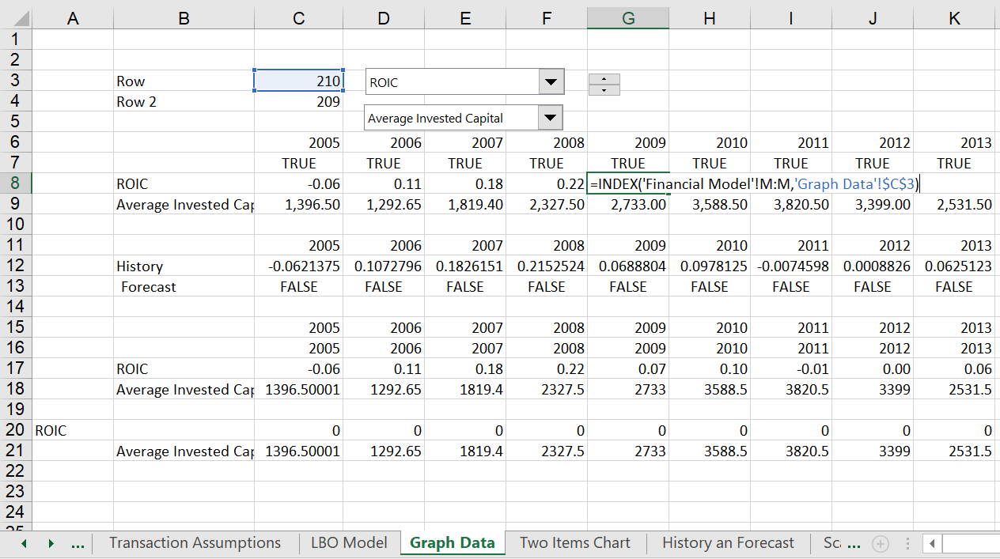 A B C D E F G H I J K
1
2
3 Row 210 ROIC
4 Row 2 209
5 Average Invested Capital
6 2005 2006 2007 2008 2009 2010 2011 2012 2013
7 TRUE TRUE TRUE TRUE TRUE TRUE TRUE TRUE TRUE
8 ROIC -0.06 0.11 0.18 0.22 =INDEX('Financial Model'!M:M,'Graph Data'!$C$3)
9 Average Invested Cap 1,396.50 1,292.65 1,819.40 2,327.50 2,733.00 3,588.50 3,820.50 3,399.00 2,531.50
10
11 2005 2006 2007 2008 2009 2010 2011 2012 2013
12 History -0.0621375 0.1072796 0.1826151 0.2152524 0.0688804 0.0978125 -0.0074598 0.0008826 0.0625123
13 Forecast FALSE FALSE FALSE FALSE FALSE FALSE FALSE FALSE FALSE
14
15 2005 2006 2007 2008 2009 2010 2011 2012 2013
16 2005 2006 2007 2008 2009 2010 2011 2012 2013
17 ROIC -0.06 0.11 0.18 0.22 0.07 0.10 -0.01 0.00 0.06
18 Average Invested Cap 1396.50001 1292.65 1819.4 2327.5 2733 3588.5 3820.5 3399 2531.5
19
20 ROIC 0 0 0 0 0 0 0 0 0
21 Average Invested Cap 1396.50001 1292.65 1819.4 2327.5 2733 3588.5 3820.5 3399 2531.5
22
23
24
25
... Transaction Assumptions LBO Model Graph Data Two Items Chart History an Forecast Sc ...